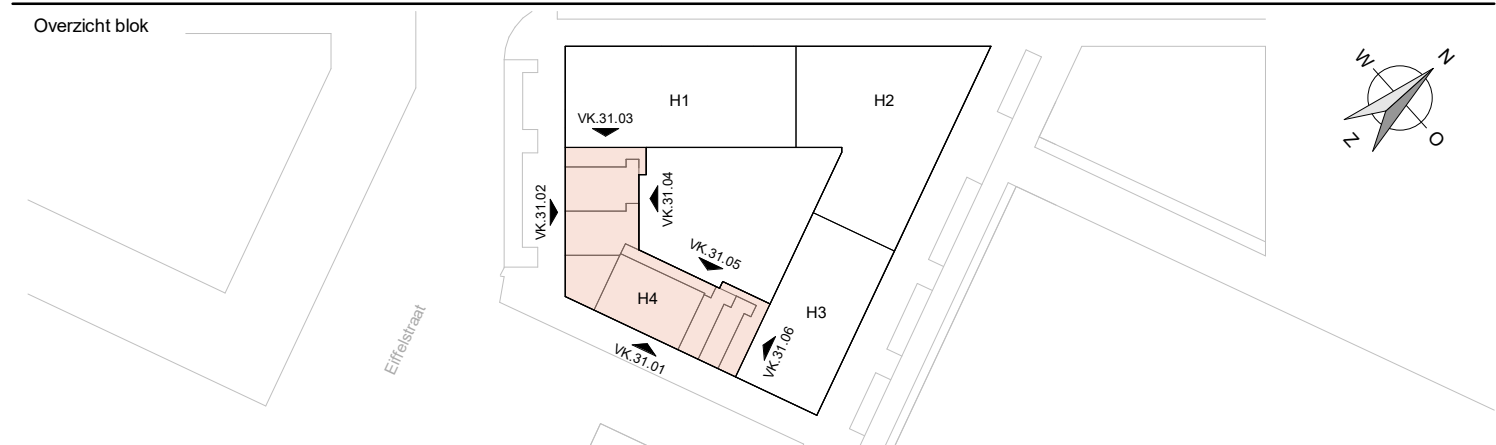 Overzicht blok
H1
H2
VK.31.03
VK.31.02
VK.31.04
VK.31.05
H4
H3
VK.31.01
VK.31.06
Eiffelstraat
W
N
Z
O